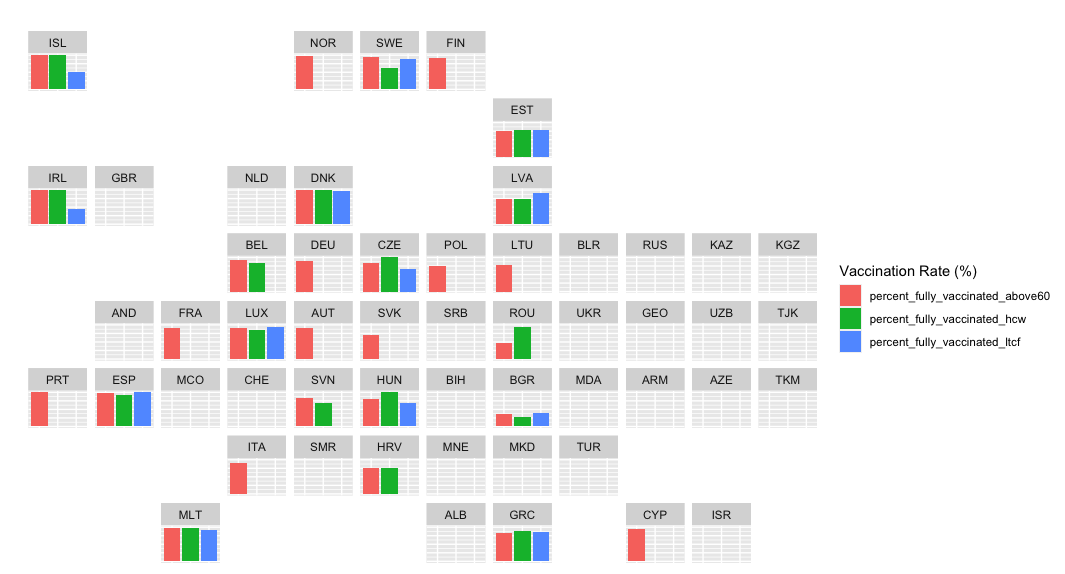 ISL NOR SWE FIN
EST
IRL GBR NLD DNK LVA
BEL DEU CZE POL LTU BLR RUS KAZ KGZ
Vaccination Rate (%)
percent_fully_vaccinated_above60
percent_fully_vaccinated_hcw
percent_fully_vaccinated_ltcf
AND FRA LUX AUT SVK SRB ROU UKR GEO UZB TJK
PRT ESP MCO CHE SVN HUN BIH BGR MDA ARM AZE TKM
ITA SMR HRV MNE MKD TUR
MLT ALB GRC CYP ISR